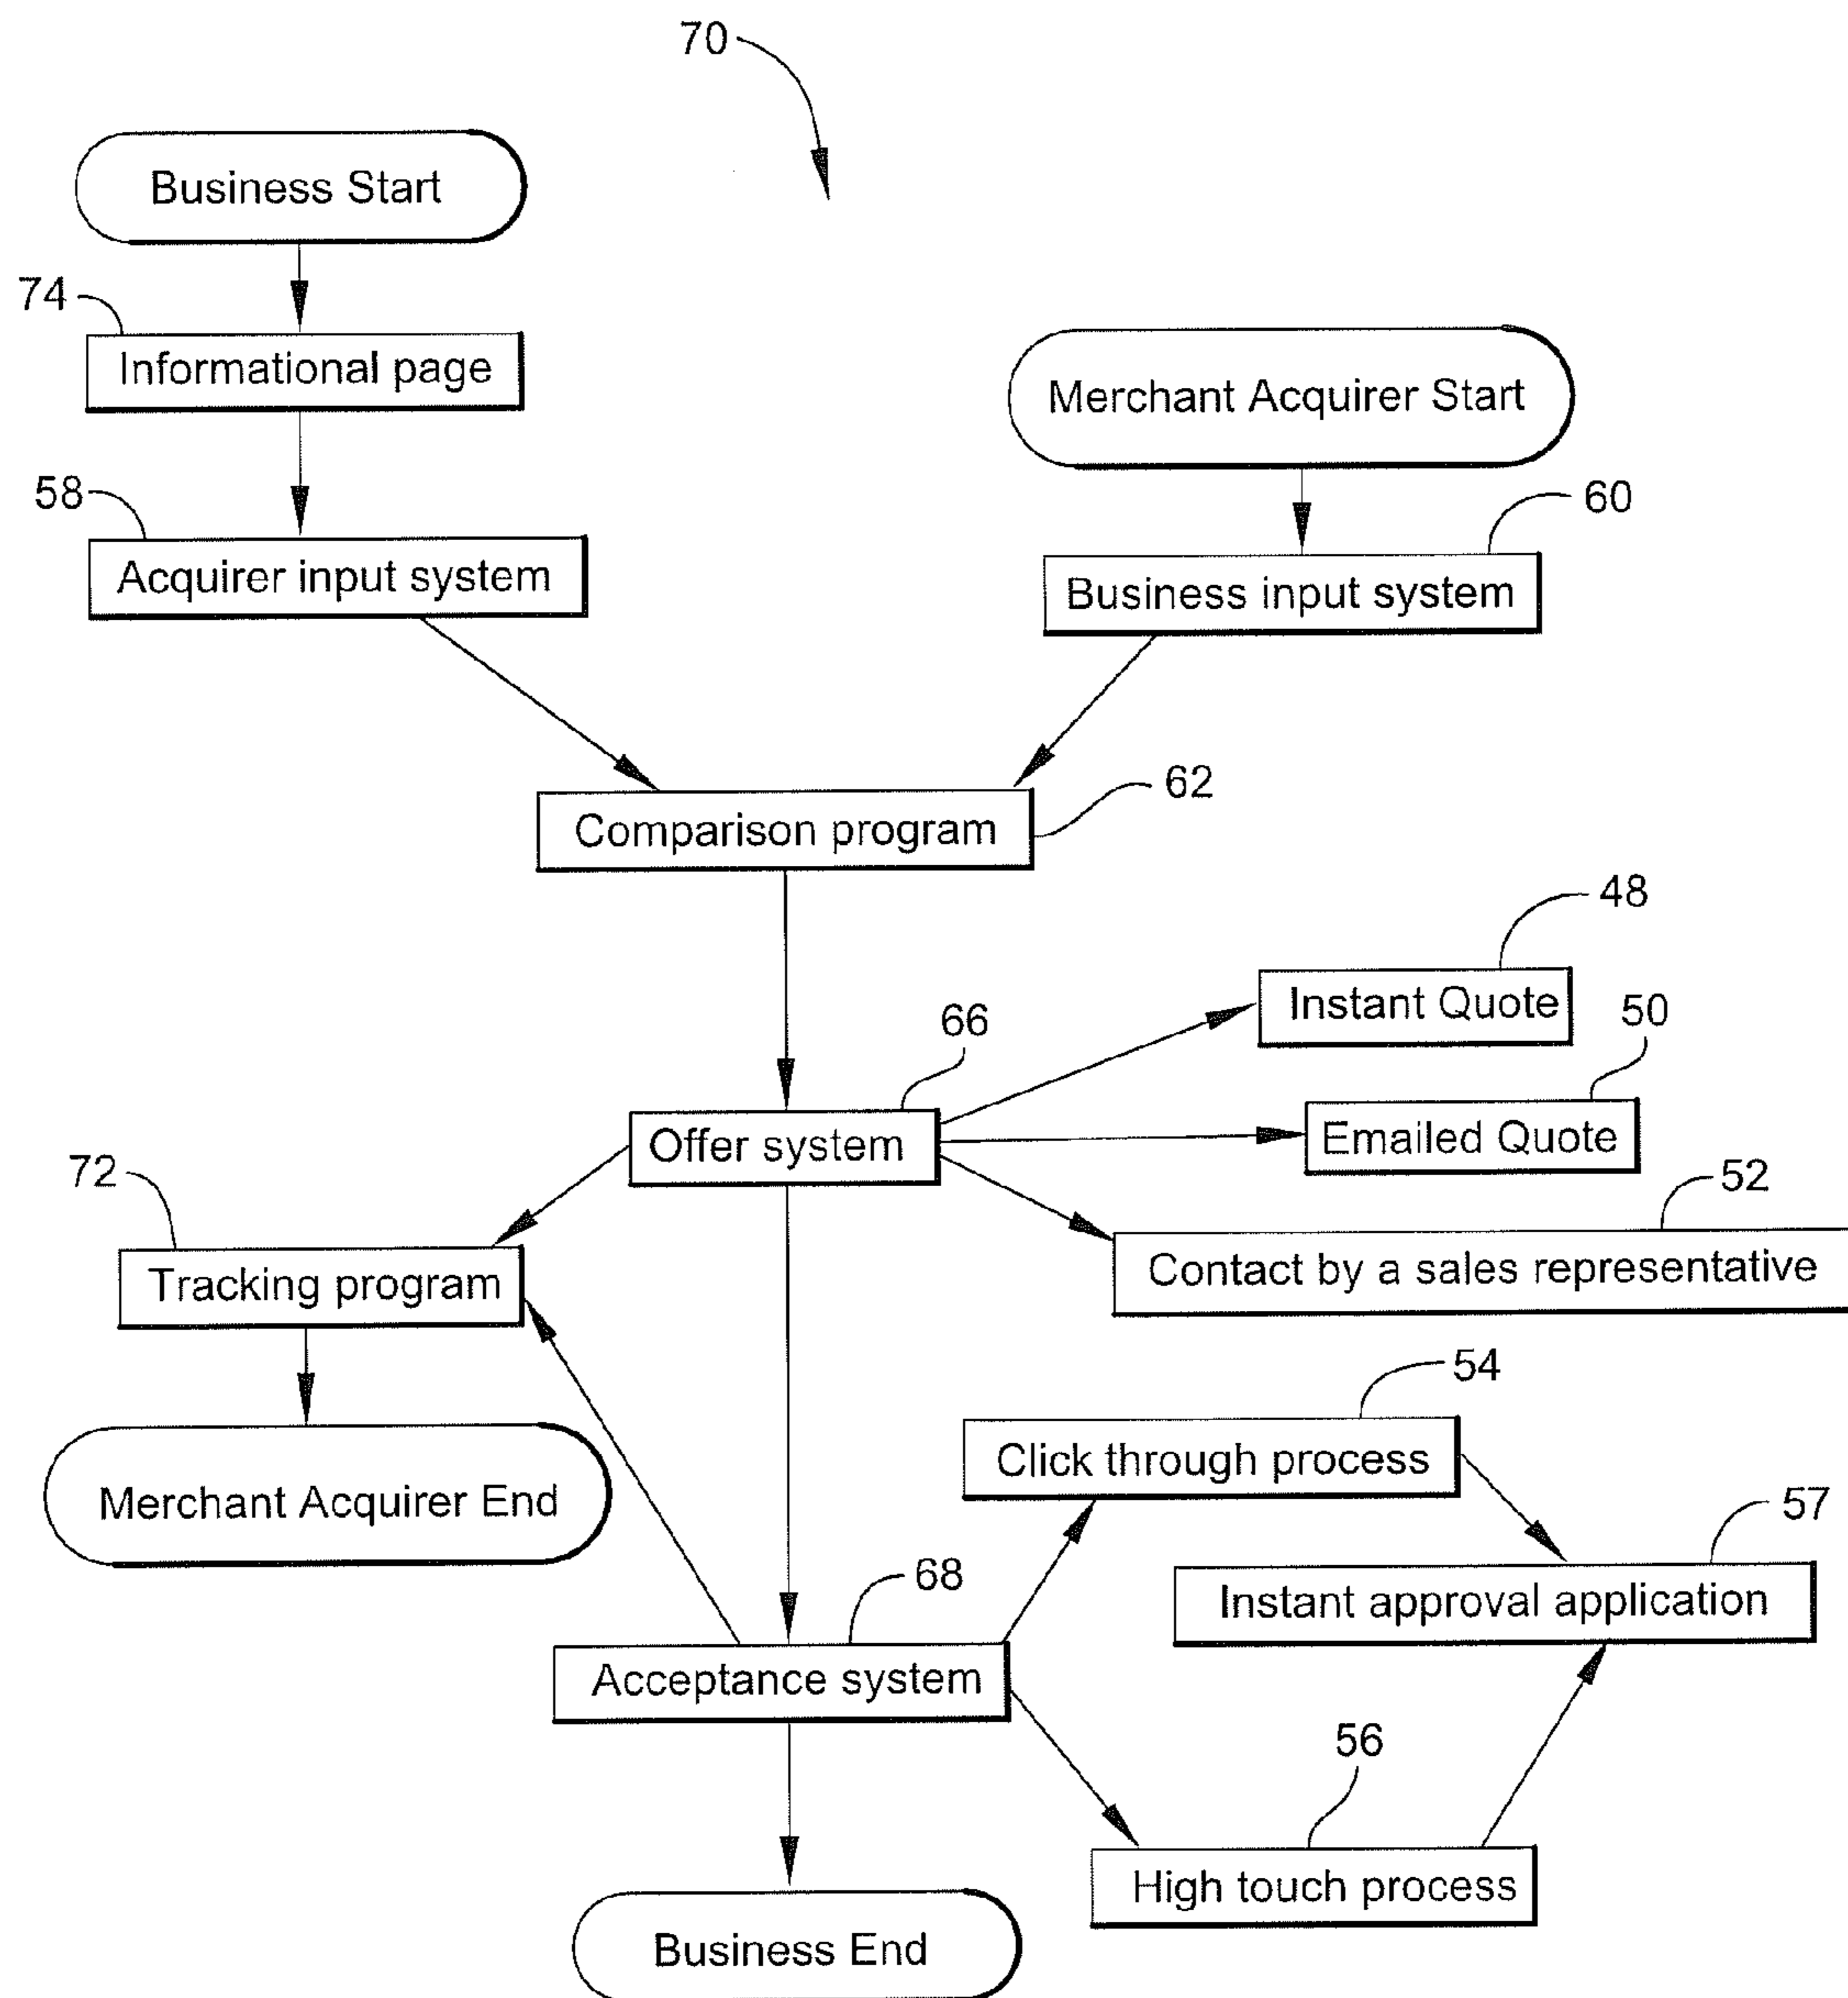 70
Business Start
74
Informational page
Merchant Acquirer Start
58
60
Acquirer input system
Business input system
62
Comparison program
48
Instant Quote
66
50
Offer system
Emailed Quote
72
52
Tracking program
Contact by a sales representative
54
Click through process
Merchant Acquirer End
57
68
Instant approval application
Acceptance system
56
High touch process
Business End